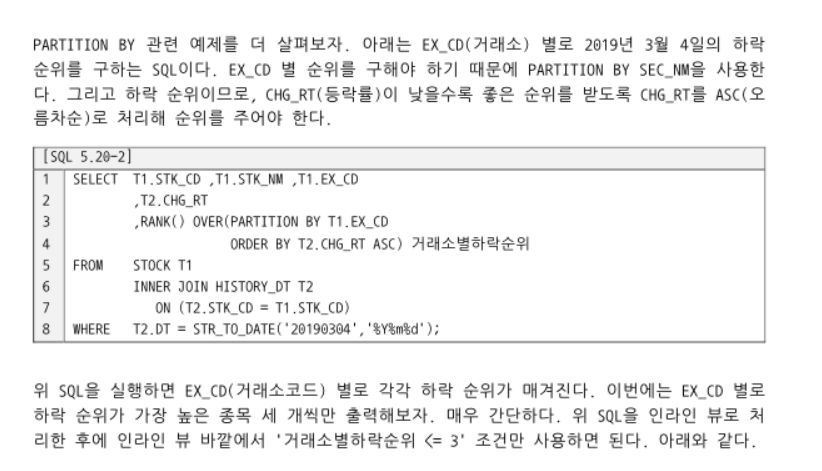 PARTITION BY 관련 예제를 더 살펴보자. 아래는 EX_CD(거래소) 별로 2019년 3월 4일의 하락
순위를 구하는 SQL이다. EX_CD 별 순위를 구해야 하기 때문에 PARTITION BY SEC_NM을 사용한
다. 그리고 하락 순위이므로, CHG_RT(등락률)이 낮을수록 좋은 순위를 받도록 CHG_RT를 ASC(오
름차순)로 처리해 순위를 주어야 한다.
[SQL 5.20-2]
1 SELECT T1.STK_CD ,T1.STK_NM ,T1.EX_CD
2 ,T2.CHG_RT
3 ,RANK() OVER(PARTITION BY T1.EX_CD
4 ORDER BY T2.CHG_RT ASC) 거래소별하락순위
5 FROM STOCK T1
6 INNER JOIN HISTORY_DT T2
7 ON (T2.STK_CD = T1.STK_CD)
8 WHERE T2.DT = STR_TO_DATE('20190304','%Y%m%d');
위 SQL을 실행하면 EX_CD(거래소코드) 별로 각각 하락 순위가 매겨진다. 이번에는 EX_CD 별로
하락 순위가 가장 높은 종목 세 개씩만 출력해보자. 매우 간단하다. 위 SQL을 인라인 뷰로 처
리한 후에 인라인 뷰 바깥에서 '거래소별하락순위 <= 3' 조건만 사용하면 된다. 아래와 같다.